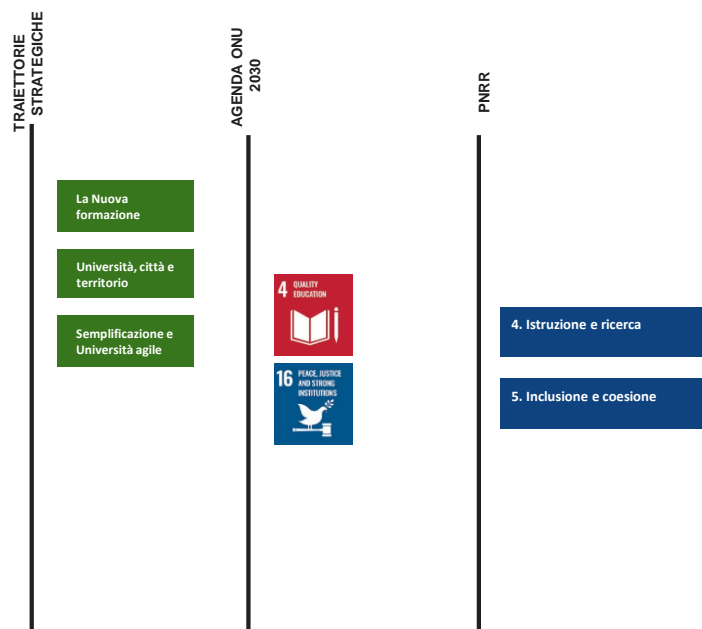 TRAIETTORIE
STRATEGICHE
La Nuova
formazione
Università, città e
territorio
Semplificazione e
Università agile
AGENDA ONU
2030
4 QUALITY
EDUCATION
16 PEACE, JUSTICE
AND STRONG
INSTITUTIONS
PNRR
4. Istruzione e ricerca
5. Inclusione e coesione